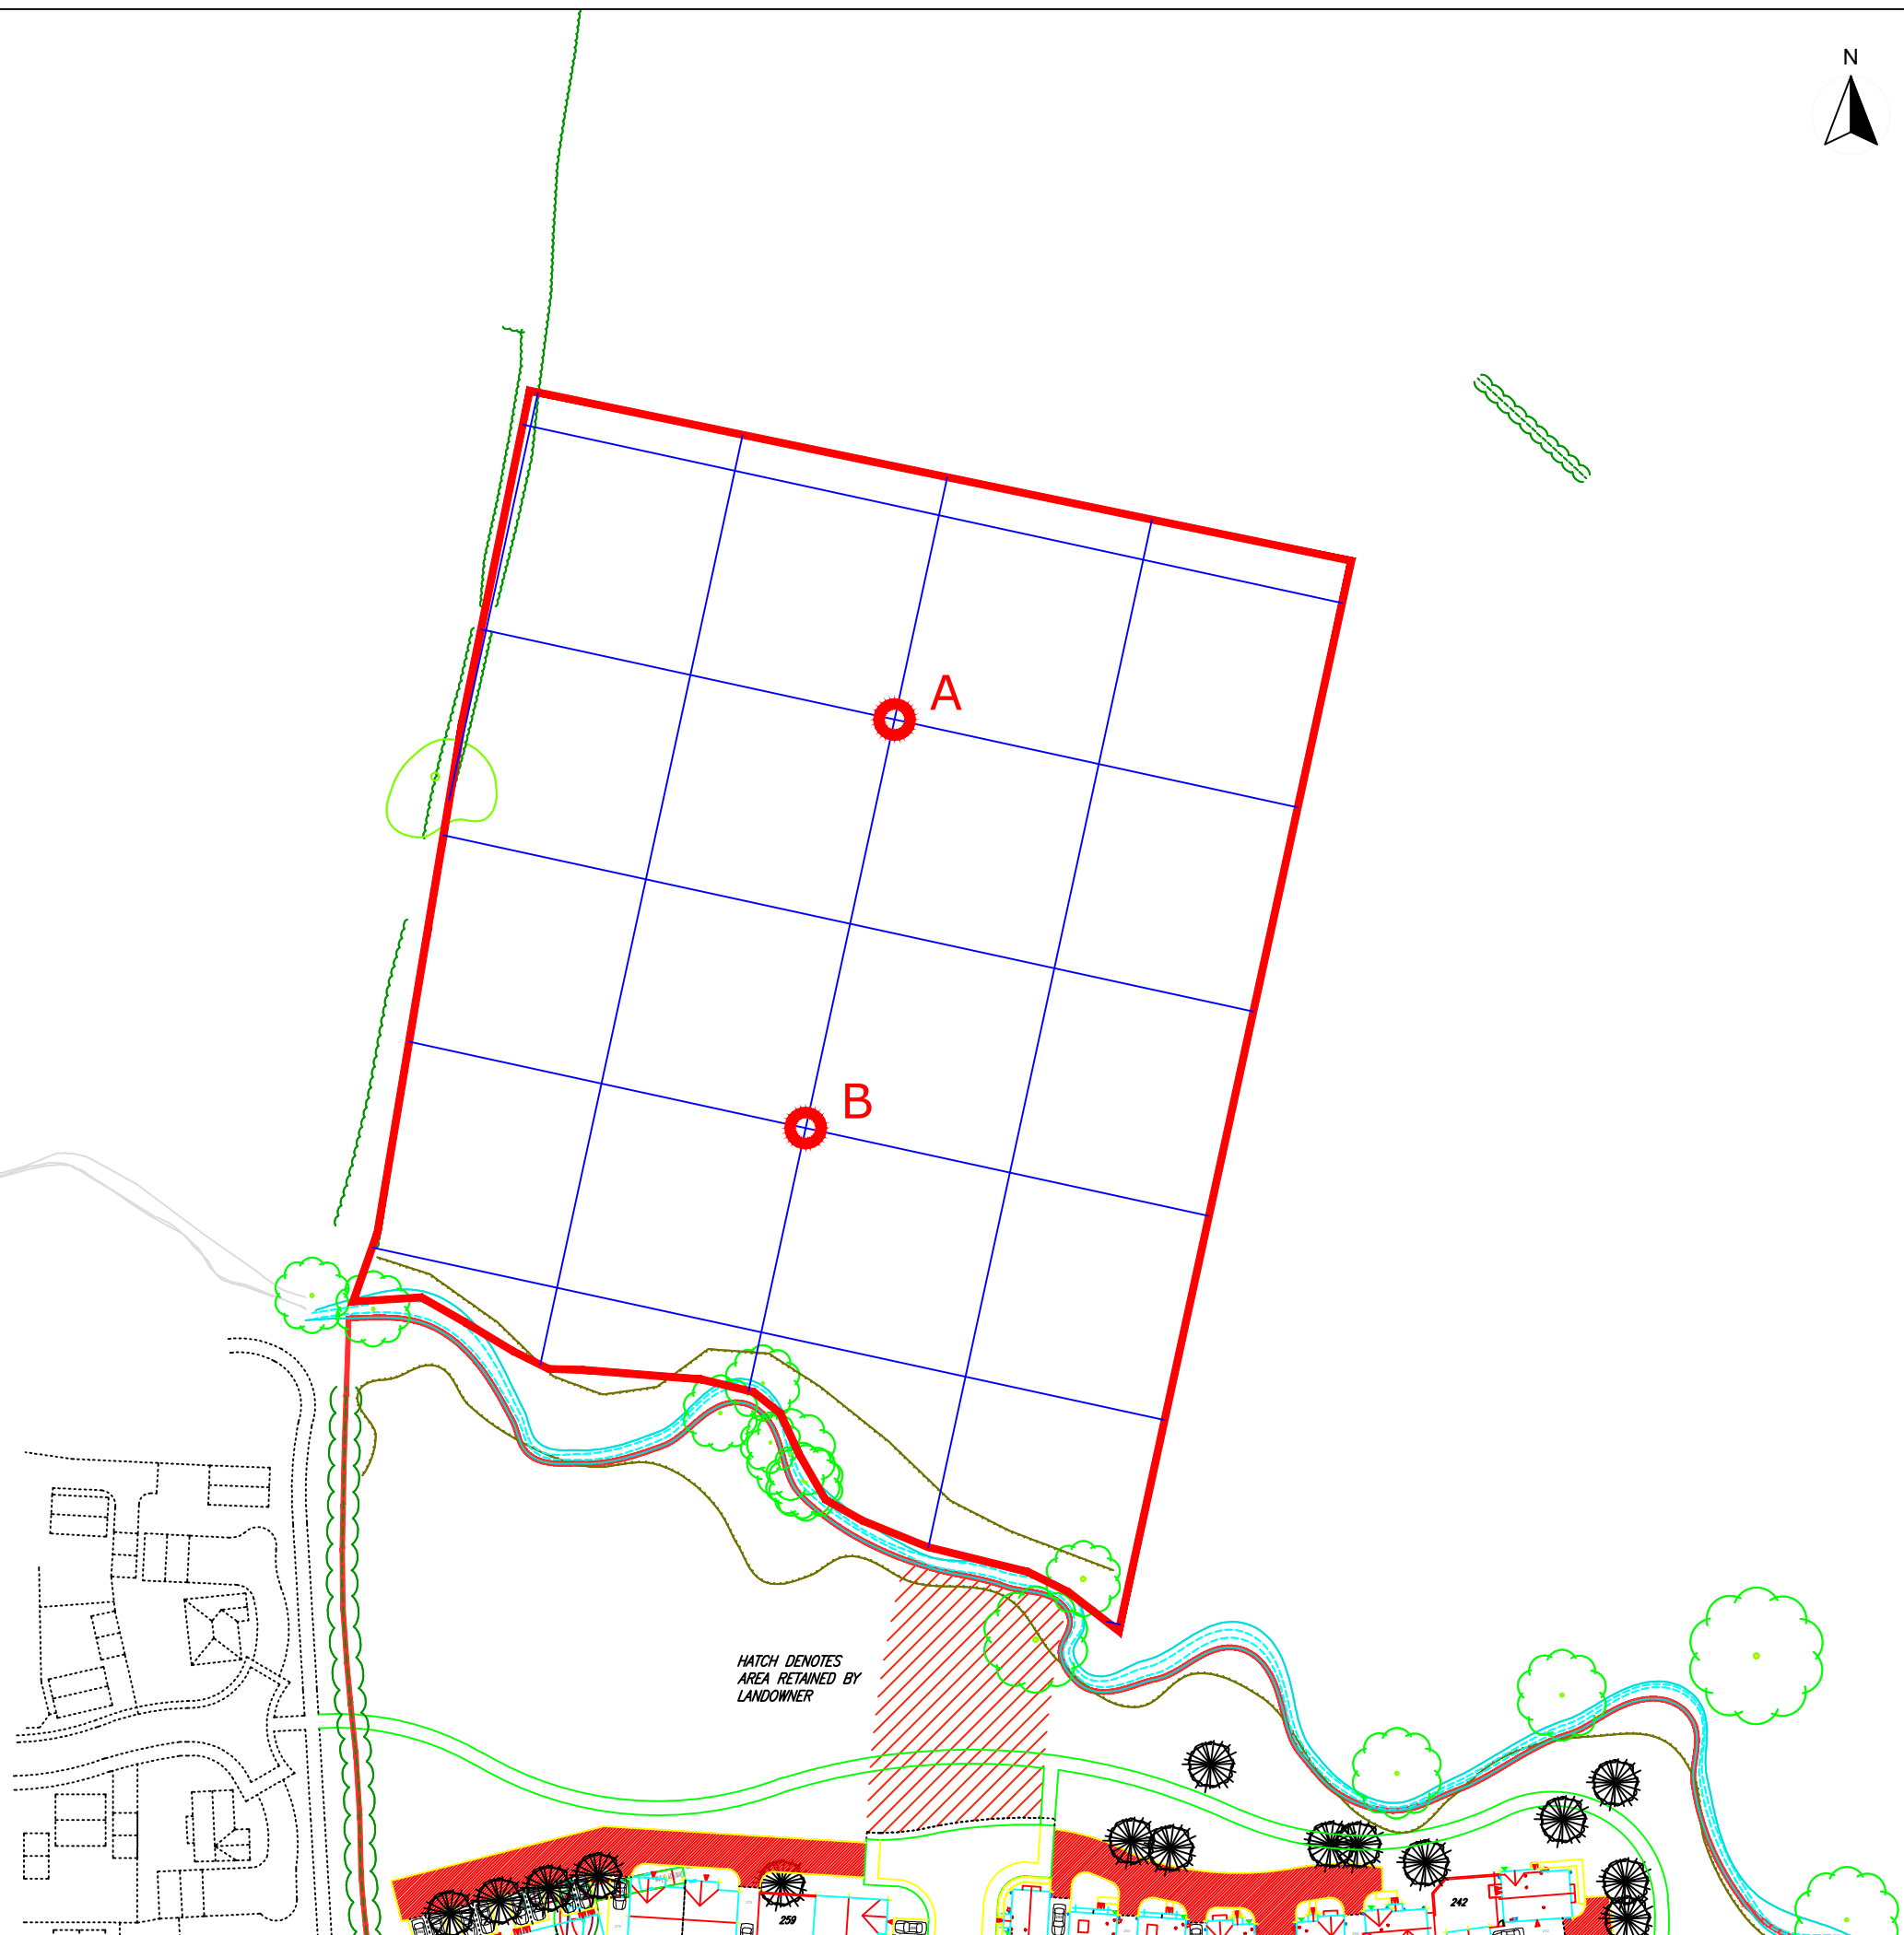 N
A
B
HATCH DENOTES
AREA RETAINED BY
LANDOWNER
259
242